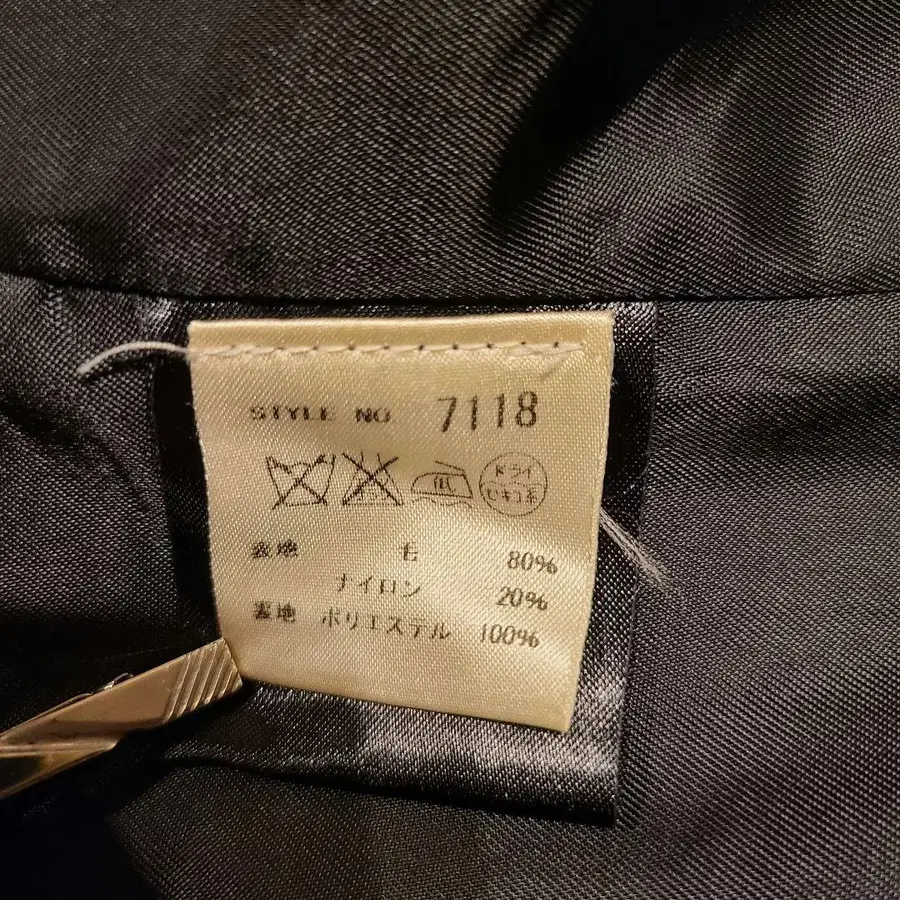 STYLE NO 7118
ドライ
セキユ系
表地 毛 80%
ナイロン 20%
裏地 ポリエステル 100%